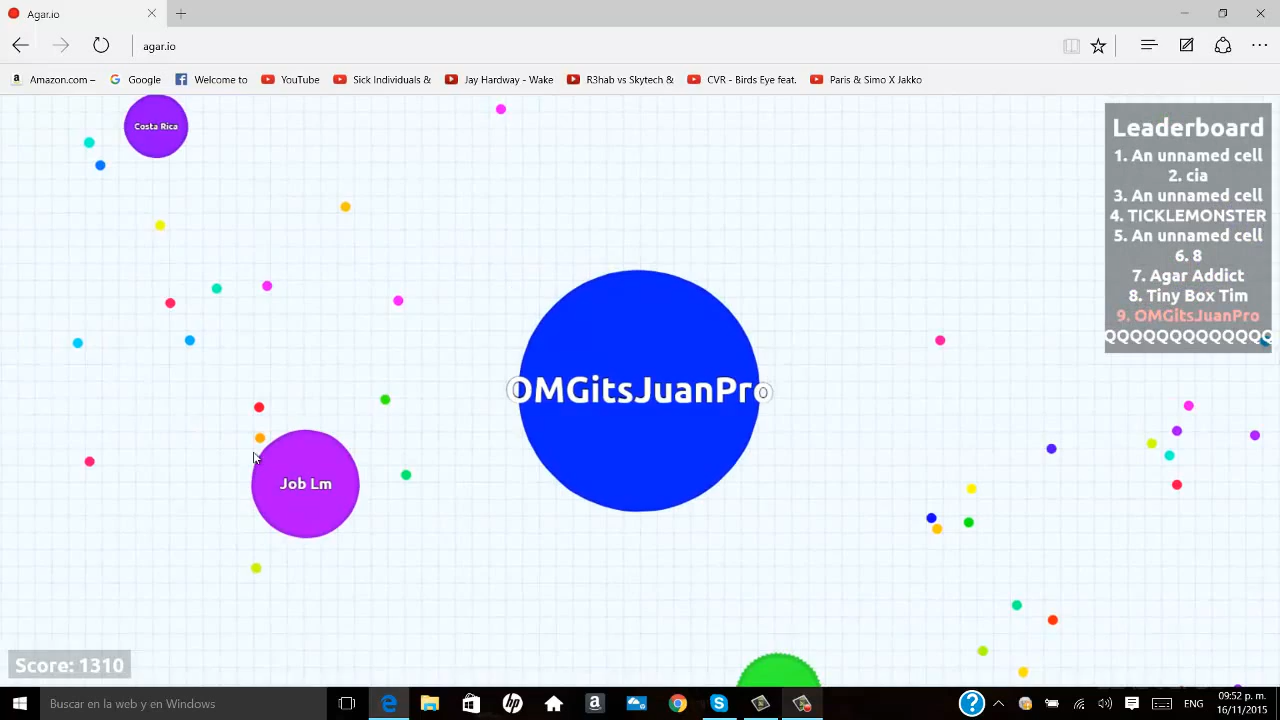 Agar.io
agar.io
Amazon.com –
Google
Welcome to
YouTube
Sick Individuals &
Jay Hardway - Wake
R3hab vs Skytech &
CVR - Birds Eye feat.
Paris & Simo X Jakko
Costa Rica
Leaderboard
1. An unnamed cell
2. cia
3. An unnamed cell
4. TICKLEMONSTER
5. An unnamed cell
6. 8
7. Agar Addict
8. Tiny Box Tim
9. OMGitsJuanPro
QQQQQQQQQQQQQ
OMGitsJuanPro
Job Lm
Score: 1310
Buscar en la web y en Windows
ENG
09:52 p. m.
16/11/2015